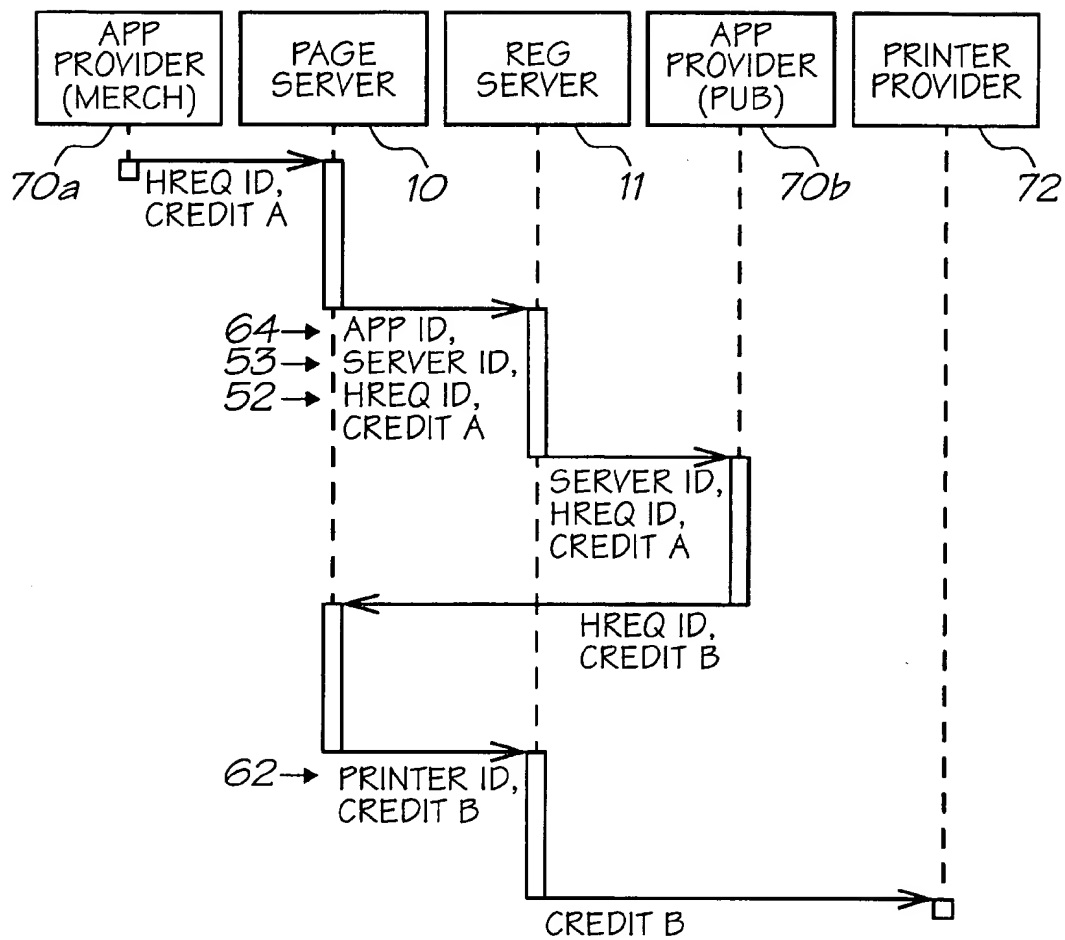 APP
PROVIDER
(MERCH)
PAGE
SERVER
REG
SERVER
APP
PROVIDER
(PUB)
PRINTER
PROVIDER
70a
10
11
70b
72
HREQ ID,
CREDIT A
64
APP ID,
53
SERVER ID,
52
HREQ ID,
CREDIT A
SERVER ID,
HREQ ID,
CREDIT A
HREQ ID,
CREDIT B
62
PRINTER ID,
CREDIT B
CREDIT B